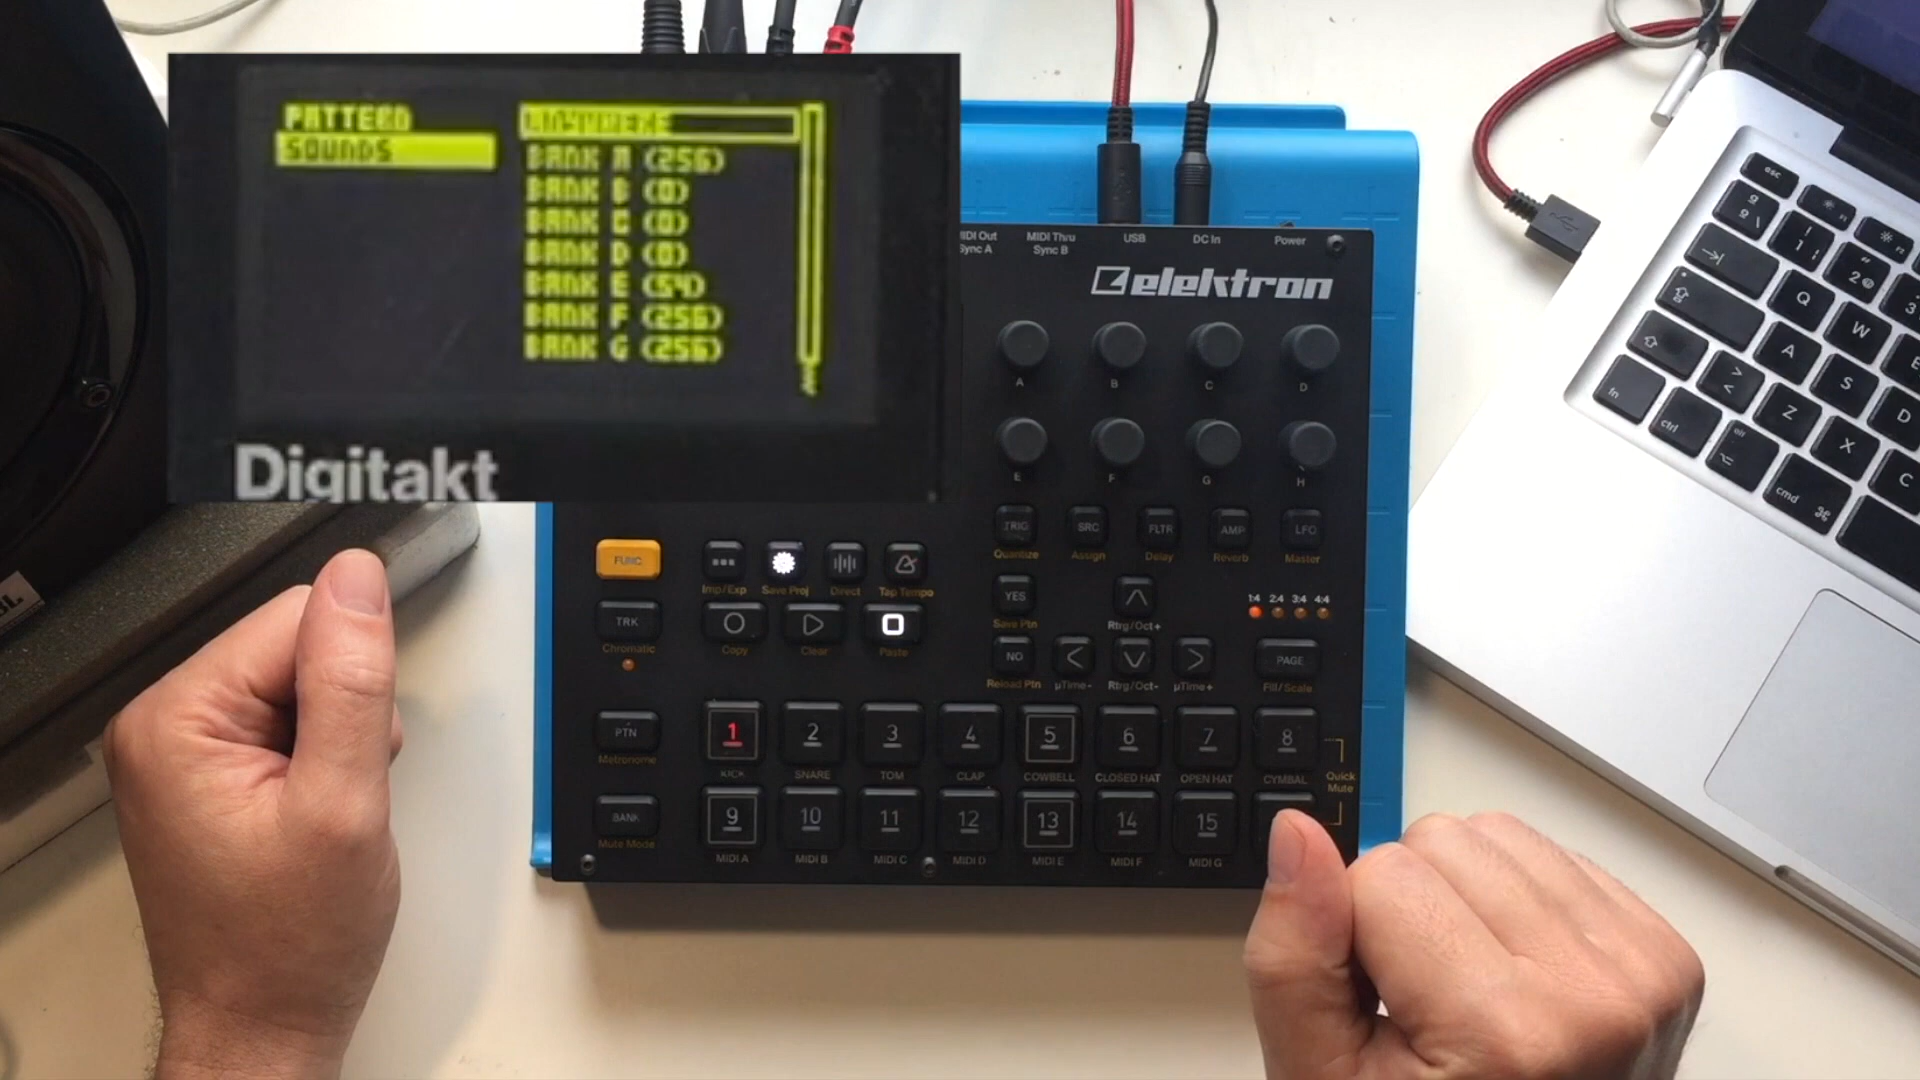 PATTERN
SOUNDS
ANYWHERE
BANK A (256)
BANK B (0)
BANK C (0)
BANK D (0)
BANK E (54)
BANK F (256)
BANK G (256)
Digitakt
MIDI Thru
Sync B
USB
DC In
Power
elektron
A B C D
E F G H
TRIG SRC FLTR AMP LFO
Quantize Assign Delay Reverb Master
FUNC
Imp/Exp Save Proj Direct Tap Tempo
YES
Save Ptn
1:4 2:4 3:4 4:4
TRK
Chromatic
Copy Clear Paste
Rtrg/Oct+
NO
PAGE
Reload Ptn µTime- Rtrg/Oct- µTime+ Fill/Scale
PTN
Metronome
1 2 3 4 5 6 7 8
KICK SNARE TOM CLAP COWBELL CLOSED HAT OPEN HAT CYMBAL
Quick
Mute
BANK
Mute Mode
9 10 11 12 13 14 15
MIDI A MIDI B MIDI C MIDI D MIDI E MIDI F MIDI G
esc
1
2
Q
W
A
S
D
Z
X
C
fn
ctrl
alt
cmd